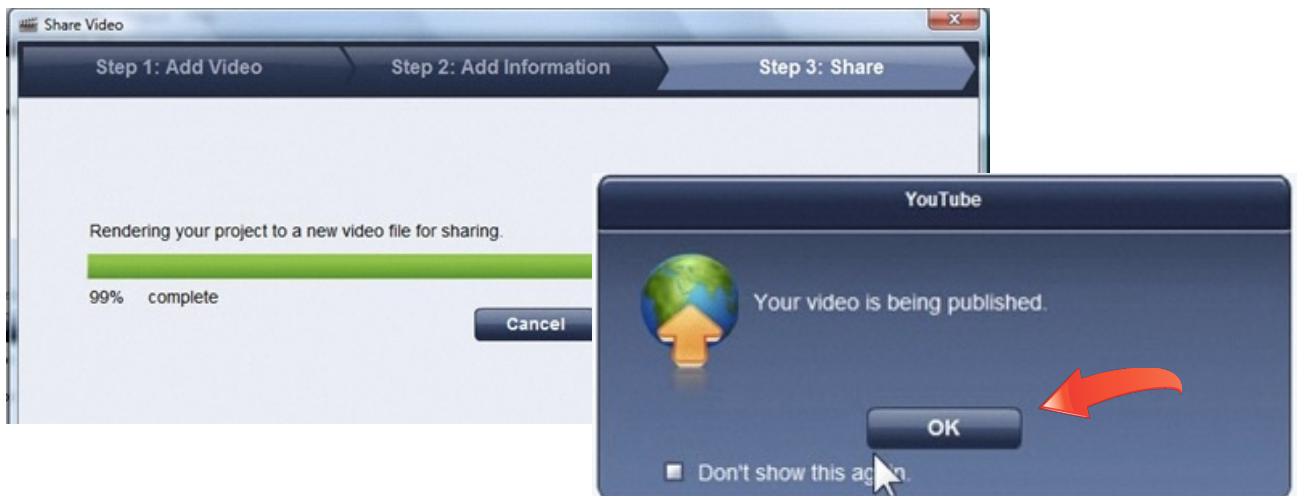 Share Video
Step 1: Add Video
Step 2: Add Information
Step 3: Share
Rendering your project to a new video file for sharing.
99% complete
Cancel
YouTube
Your video is being published.
OK
Don't show this again.